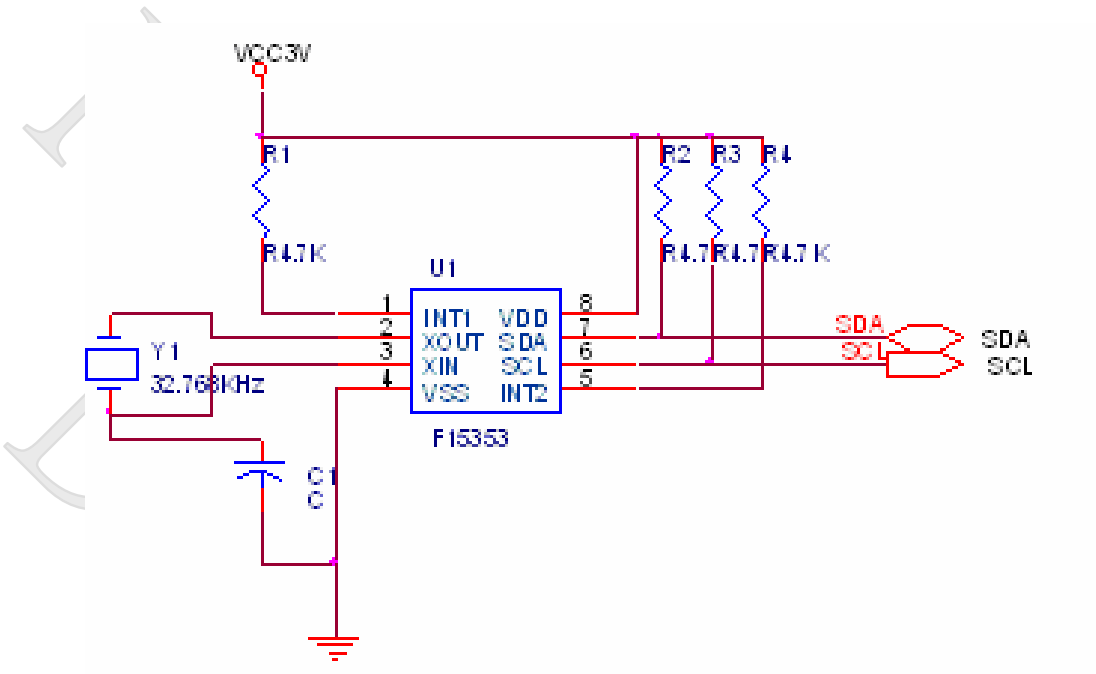 VCC3V
R1
R2
R3
R4
R4.7K
R4.7
R4.7
R4.7K
U1
1
8
INT1
VDD
2
7
XOUT
SDA
SDA
SDA
3
6
XIN
SCL
SCL
SCL
4
5
VSS
INT2
Y1
32.768KHz
F15353
C1
C